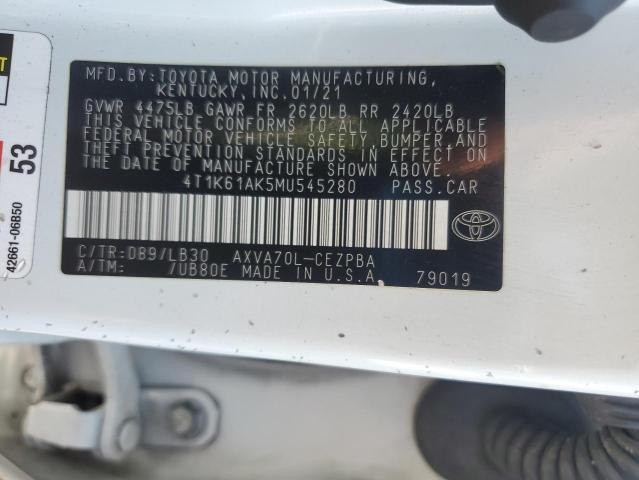 MFD.BY:TOYOTA MOTOR MANUFACTURING,
KENTUCKY, INC.01/21
GVWR 4475LB GAWR FR 2620LB RR 2420LB
THIS VEHICLE CONFORMS TO ALL APPLICABLE
FEDERAL MOTOR VEHICLE SAFETY,BUMPER,AND
THEFT PREVENTION STANDARDS IN EFFECT ON
THE DATE OF MANUFACTURE SHOWN ABOVE.
4T1K61AK5MU545280 PASS.CAR
C/TR:DB9/LB30 AXVA70L-CEZPBA
A/TM: /UB80E MADE IN U.S.A. 79019
53
42661-06B50